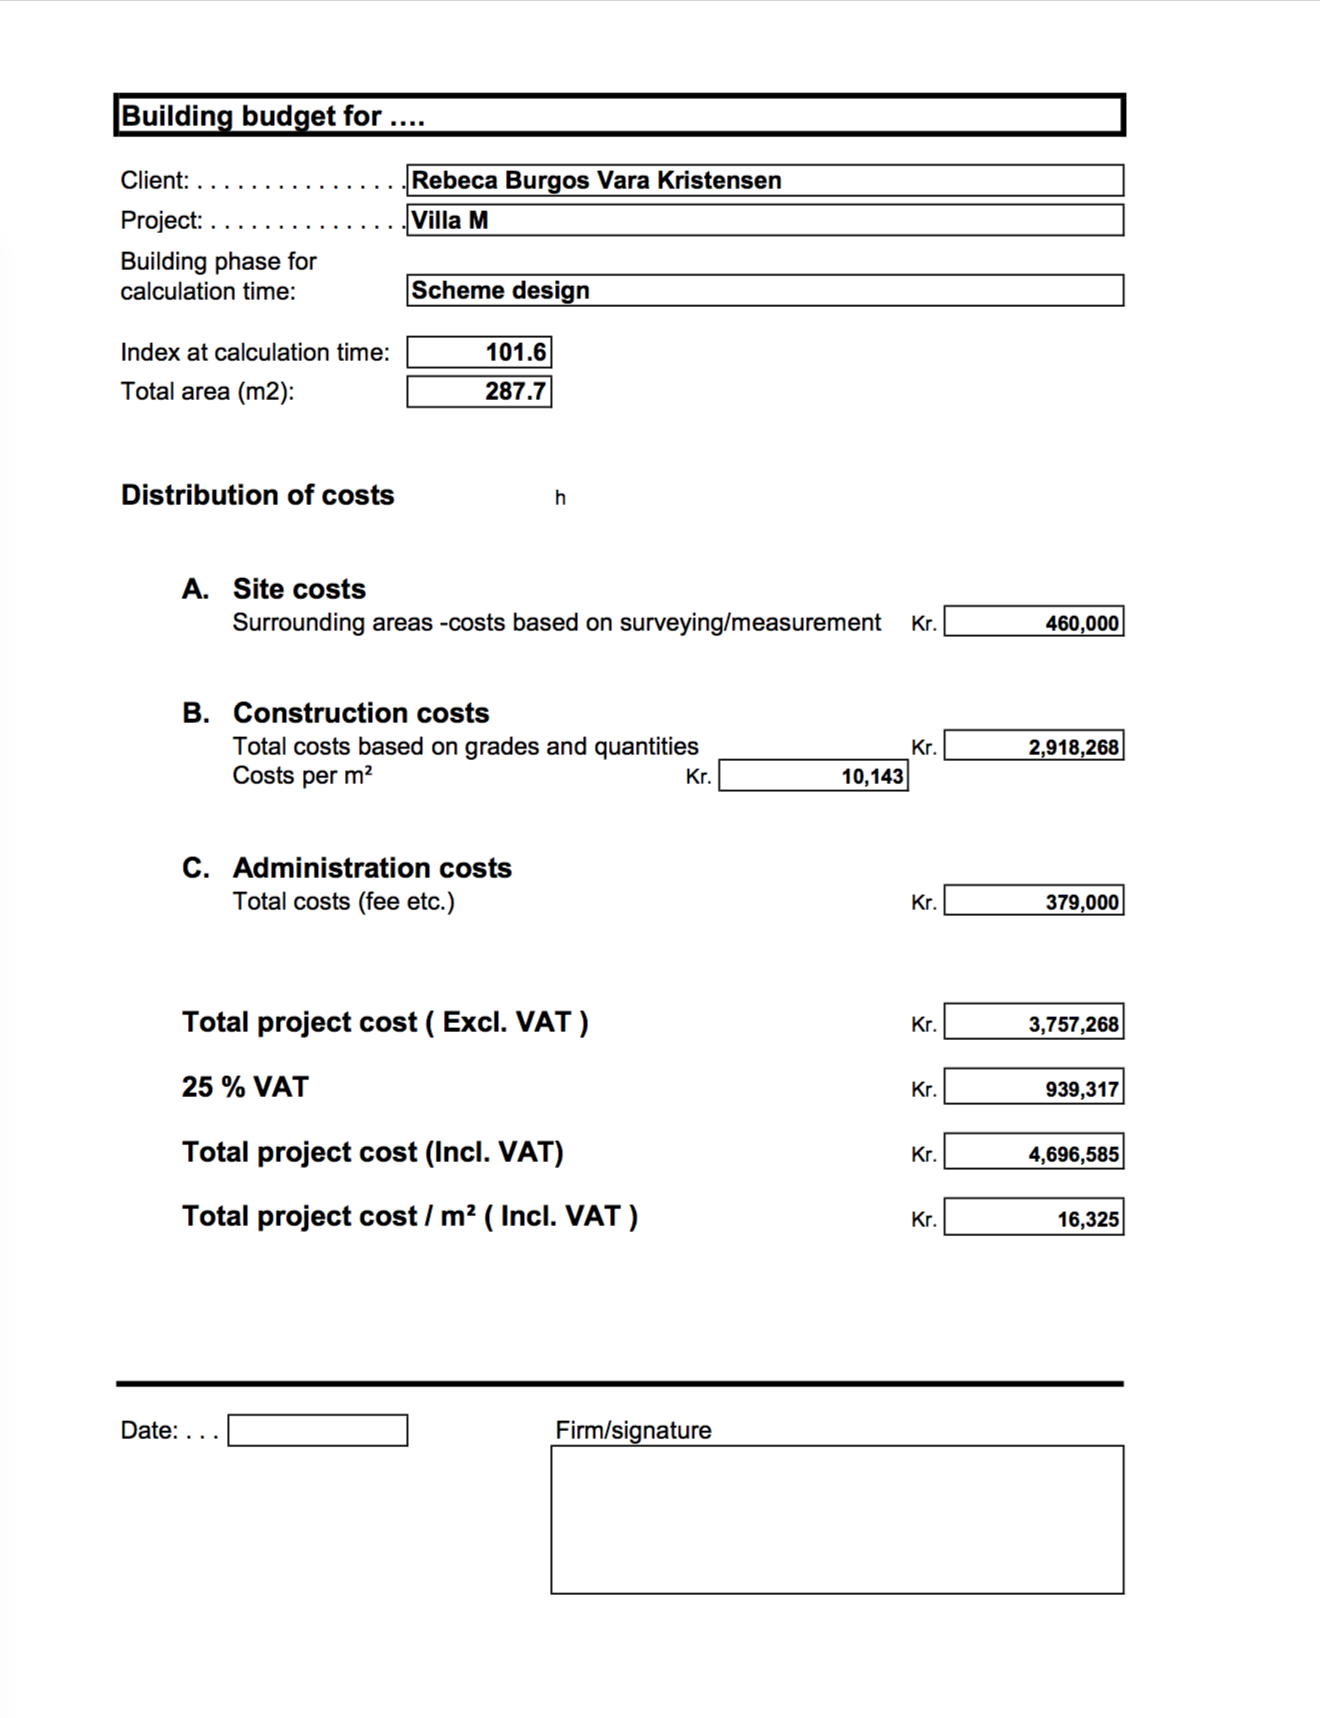 Building budget for ....
Client: . . . . . . . . . . . . . . . . Rebeca Burgos Vara Kristensen
Project: . . . . . . . . . . . . . . . Villa M
Building phase for
calculation time: Scheme design
Index at calculation time: 101.6
Total area (m2): 287.7
Distribution of costs h
A. Site costs
Surrounding areas -costs based on surveying/measurement Kr. 460,000
B. Construction costs
Total costs based on grades and quantities Kr. 2,918,268
Costs per m² Kr. 10,143
C. Administration costs
Total costs (fee etc.) Kr. 379,000
Total project cost ( Excl. VAT ) Kr. 3,757,268
25 % VAT Kr. 939,317
Total project cost (Incl. VAT) Kr. 4,696,585
Total project cost / m² ( Incl. VAT ) Kr. 16,325
Date: . . . Firm/signature